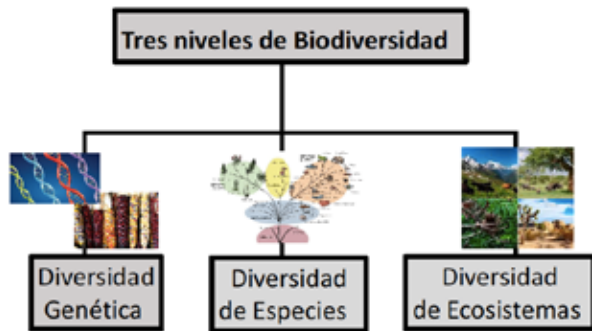 Tres niveles de Biodiversidad
Diversidad
Genética
Diversidad
de Especies
Diversidad
de Ecosistemas